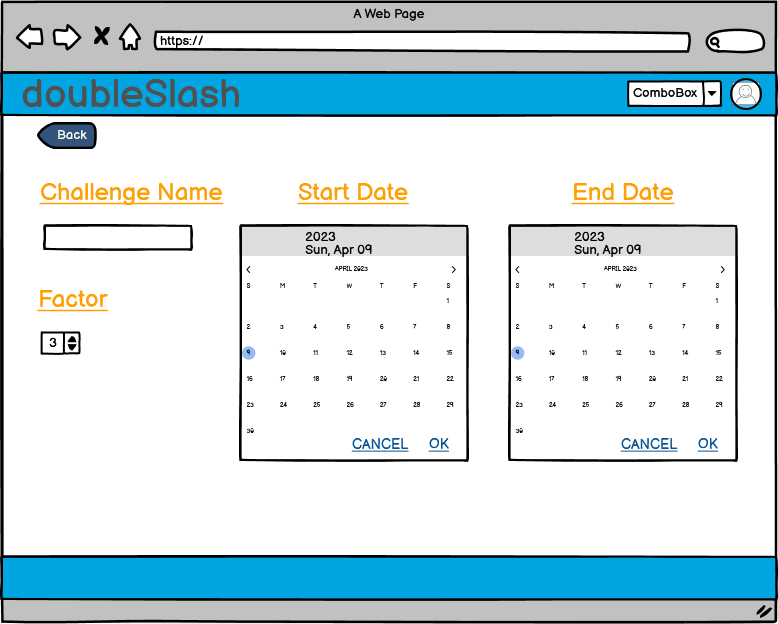 A Web Page
https://
doubleSlash
ComboBox
Back
Challenge Name
Start Date
End Date
Factor
3
2023
Sun, Apr 09
APRIL 2023
S M T W T F S
1
2 3 4 5 6 7 8
9 10 11 12 13 14 15
16 17 18 19 20 21 22
23 24 25 26 27 28 29
30
CANCEL OK
2023
Sun, Apr 09
APRIL 2023
S M T W T F S
1
2 3 4 5 6 7 8
9 10 11 12 13 14 15
16 17 18 19 20 21 22
23 24 25 26 27 28 29
30
CANCEL OK